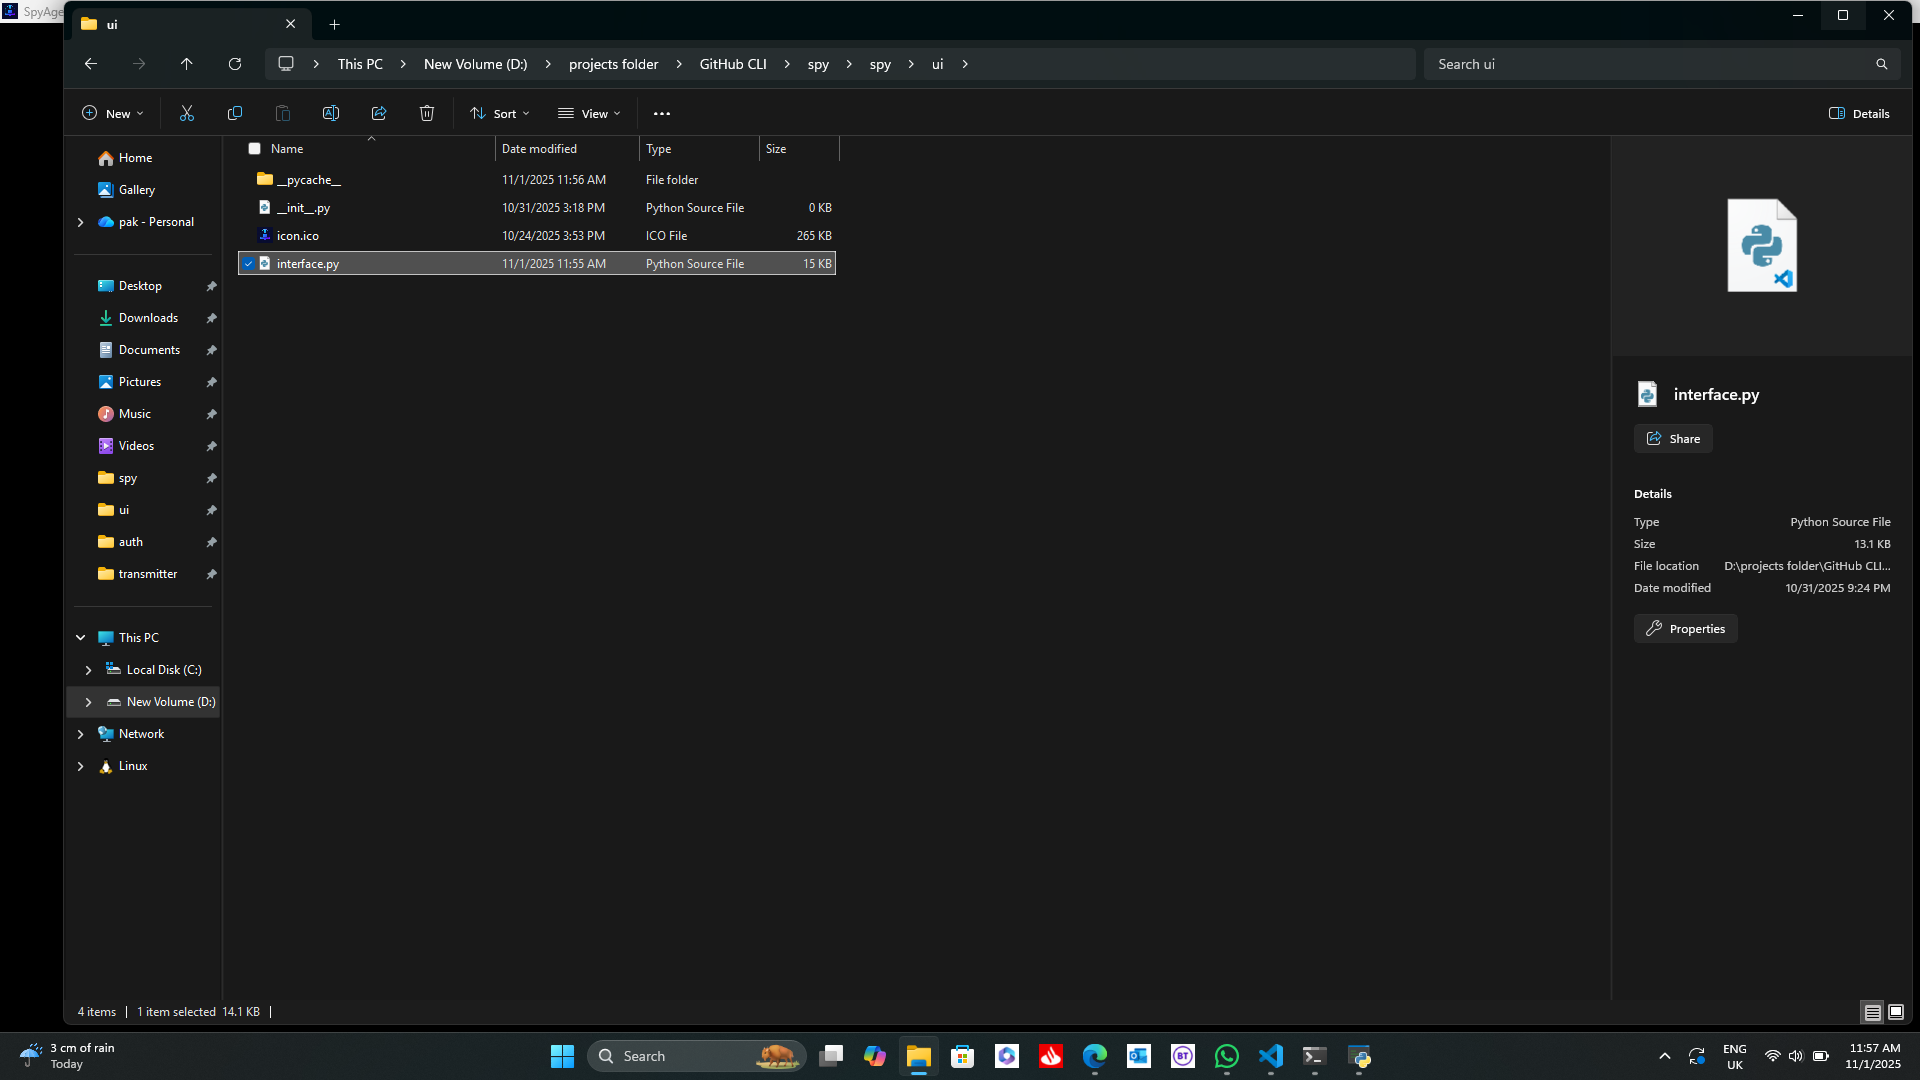 SpyAge
ui
This PC
New Volume (D:)
projects folder
GitHub CLI
spy
spy
ui
Search ui
New
Sort
View
Details
Home
Gallery
pak - Personal
Desktop
Downloads
Documents
Pictures
Music
Videos
spy
ui
auth
transmitter
This PC
Local Disk (C:)
New Volume (D:)
Network
Linux
Name Date modified Type Size
__pycache__ 11/1/2025 11:56 AM File folder
__init__.py 10/31/2025 3:18 PM Python Source File 0 KB
icon.ico 10/24/2025 3:53 PM ICO File 265 KB
interface.py 11/1/2025 11:55 AM Python Source File 15 KB
interface.py
Share
Details
Type Python Source File
Size 13.1 KB
File location D:\projects folder\GitHub CLI...
Date modified 10/31/2025 9:24 PM
Properties
4 items 1 item selected 14.1 KB
3 cm of rain
Today
Search
BT
ENG
UK
11:57 AM
11/1/2025